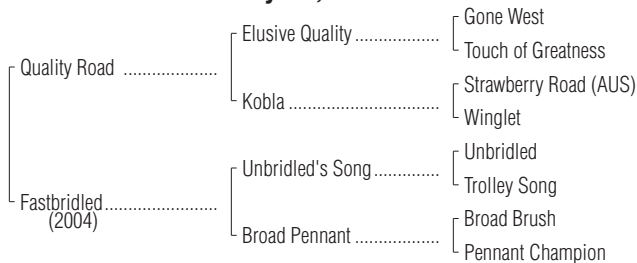 Gone West
Elusive Quality ....................
Touch of Greatness
Quality Road ......................
Strawberry Road (AUS)
Kobla ....................................
Winglet
Unbridled
Unbridled's Song...............
Trolley Song
Fastbridled..........................
(2004)
Broad Brush
Broad Pennant ....................
Pennant Champion